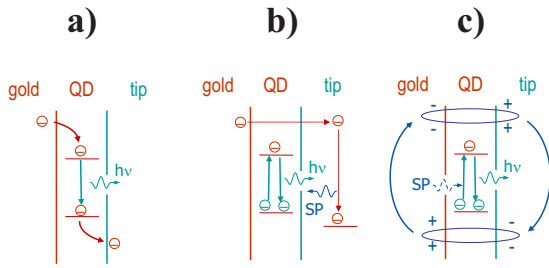 a) b) c)
gold QD tip gold QD tip gold QD tip
- + - +
hν hν SP hν
SP
+ - + -